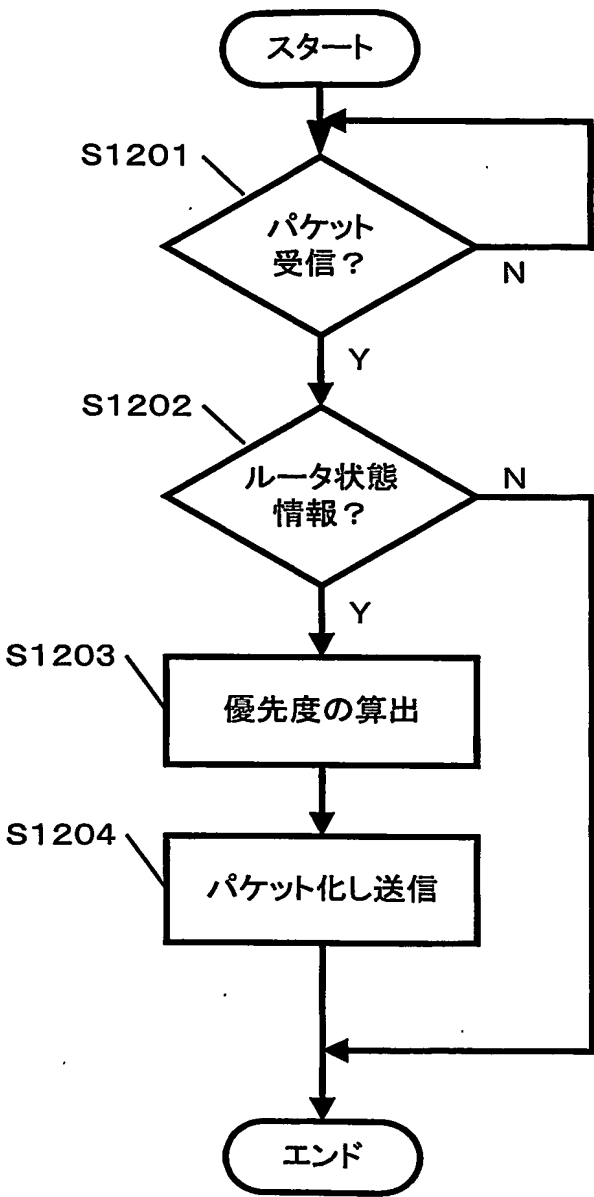 スタート
S1201
パケット
受信？
N
Y
S1202
ルータ状態
情報？
N
Y
S1203
優先度の算出
S1204
パケット化し送信
エンド